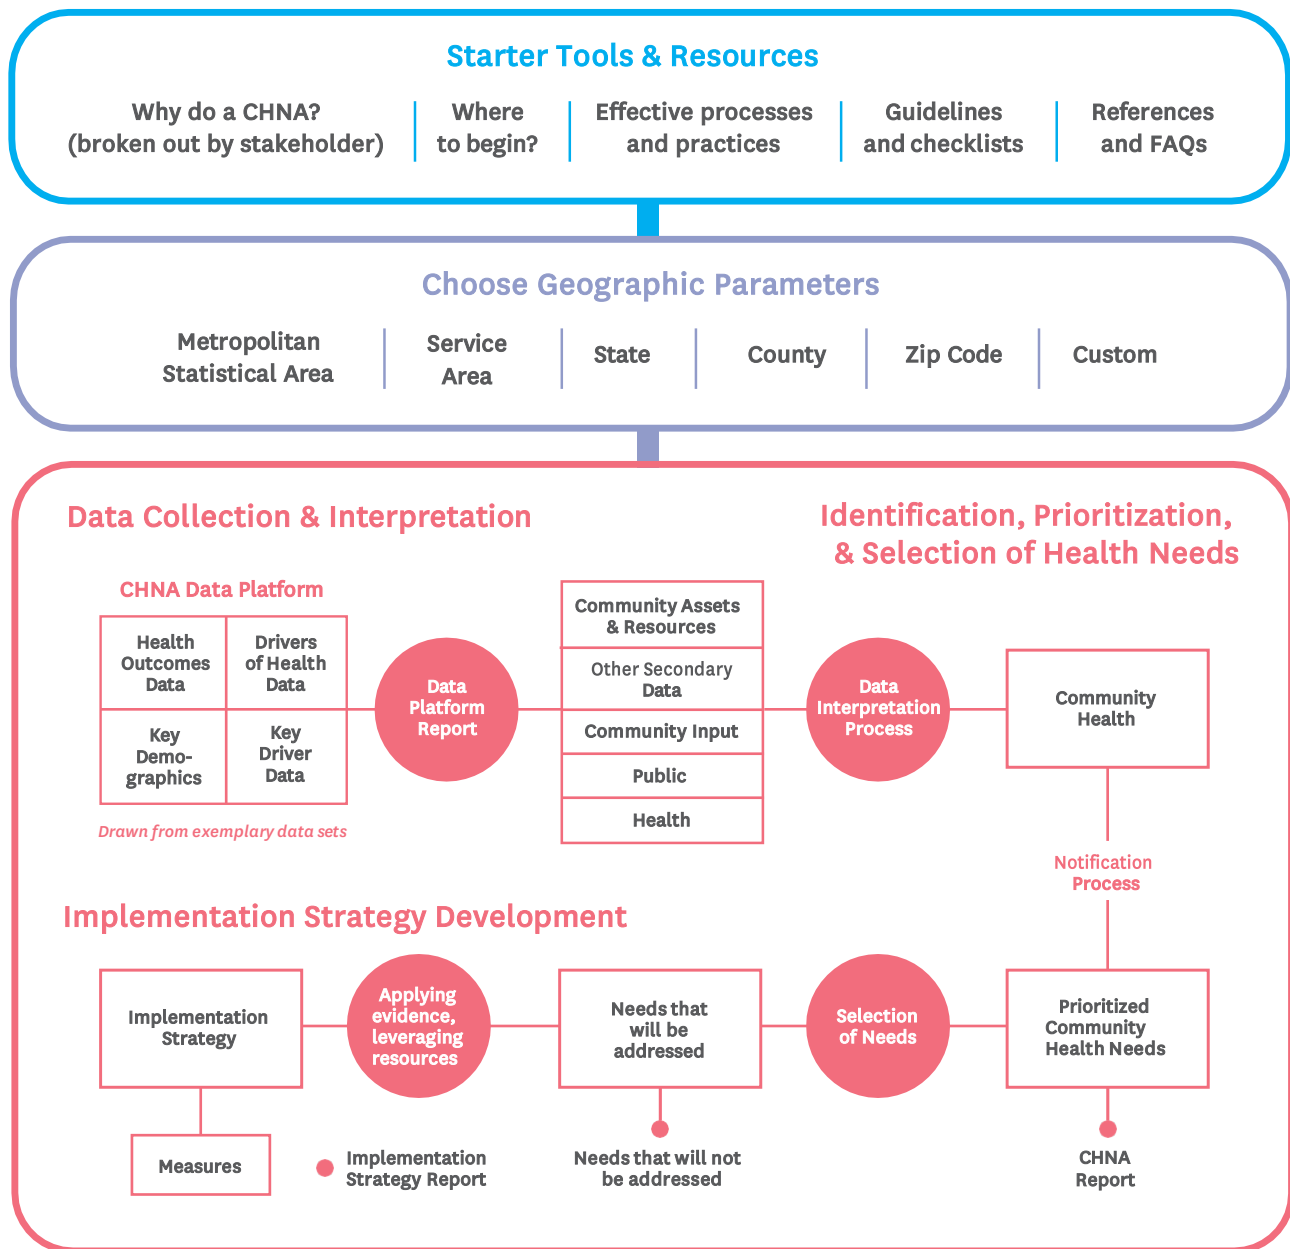 Starter Tools & Resources
Why do a CHNA?
(broken out by stakeholder)
Where
to begin?
Effective processes
and practices
Guidelines
and checklists
References
and FAQs
Choose Geographic Parameters
Metropolitan
Statistical Area
Service
Area
State
County
Zip Code
Custom
Data Collection & Interpretation
Identification, Prioritization,
& Selection of Health Needs
CHNA Data Platform
Health
Outcomes
Data
Drivers
of Health
Data
Key
Demo-
graphics
Key
Driver
Data
Drawn from exemplary data sets
Data
Platform
Report
Community Assets
& Resources
Other Secondary
Data
Community Input
Public
Health
Data
Interpretation
Process
Community
Health
Notification
Process
Implementation Strategy Development
Implementation
Strategy
Applying
evidence,
leveraging
resources
Needs that
will be
addressed
Selection
of Needs
Prioritized
Community
Health Needs
Measures
Implementation
Strategy Report
Needs that will not
be addressed
CHNA
Report